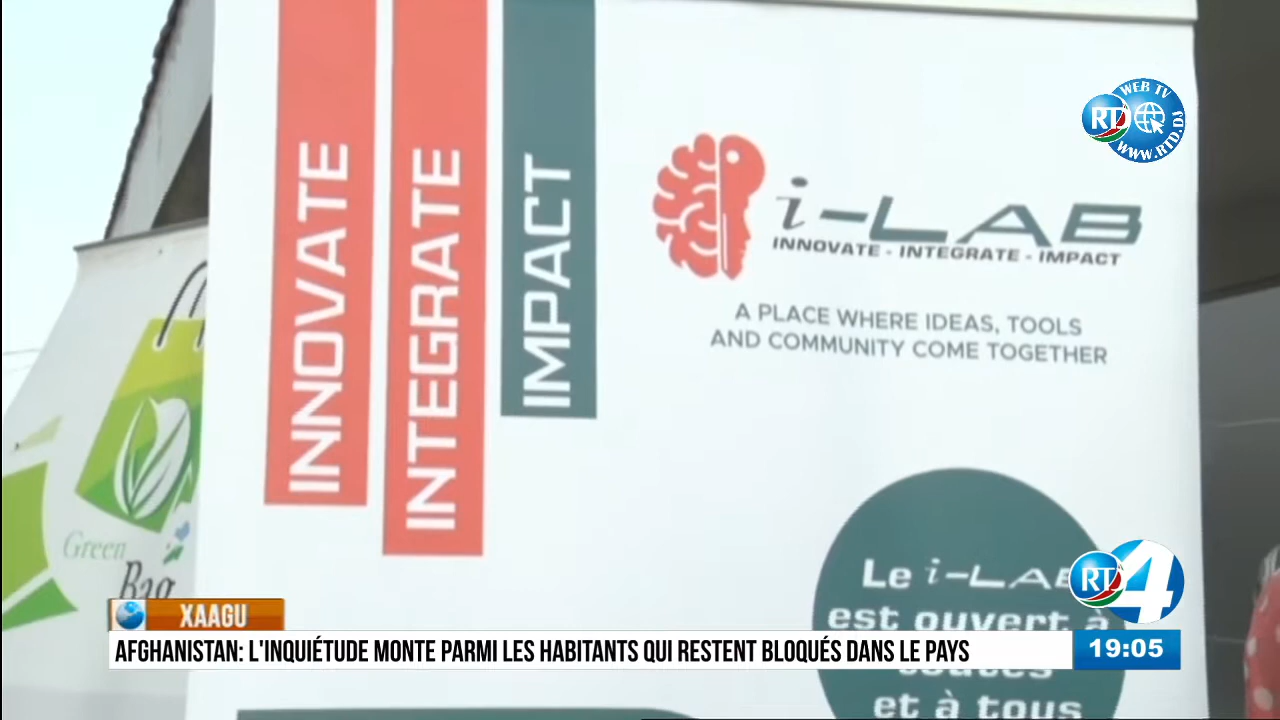 WEB TV
RTD
WWW.RTD.DJ
INNOVATE
INTEGRATE
IMPACT
i-LAB
INNOVATE - INTEGRATE - IMPACT
A PLACE WHERE IDEAS, TOOLS
AND COMMUNITY COME TOGETHER
Green
Bag
Le i-LAB
est ouvert à
toutes
et à tous
RTD 4
XAAGU
AFGHANISTAN: L'INQUIÉTUDE MONTE PARMI LES HABITANTS QUI RESTENT BLOQUÉS DANS LE PAYS
19:05